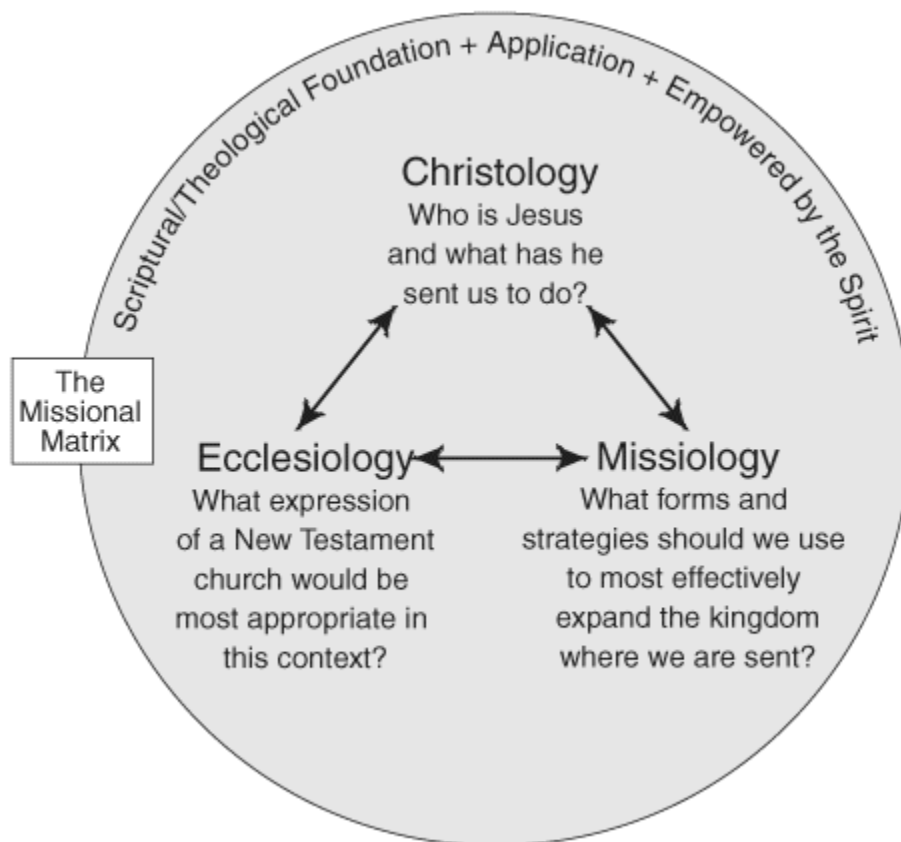 Scriptural/Theological Foundation + Application + Empowered by the Spirit
Christology
Who is Jesus
and what has he
sent us to do?
The
Missional
Matrix
Ecclesiology
What expression
of a New Testament
church would be
most appropriate in
this context?
Missiology
What forms and
strategies should we use
to most effectively
expand the kingdom
where we are sent?